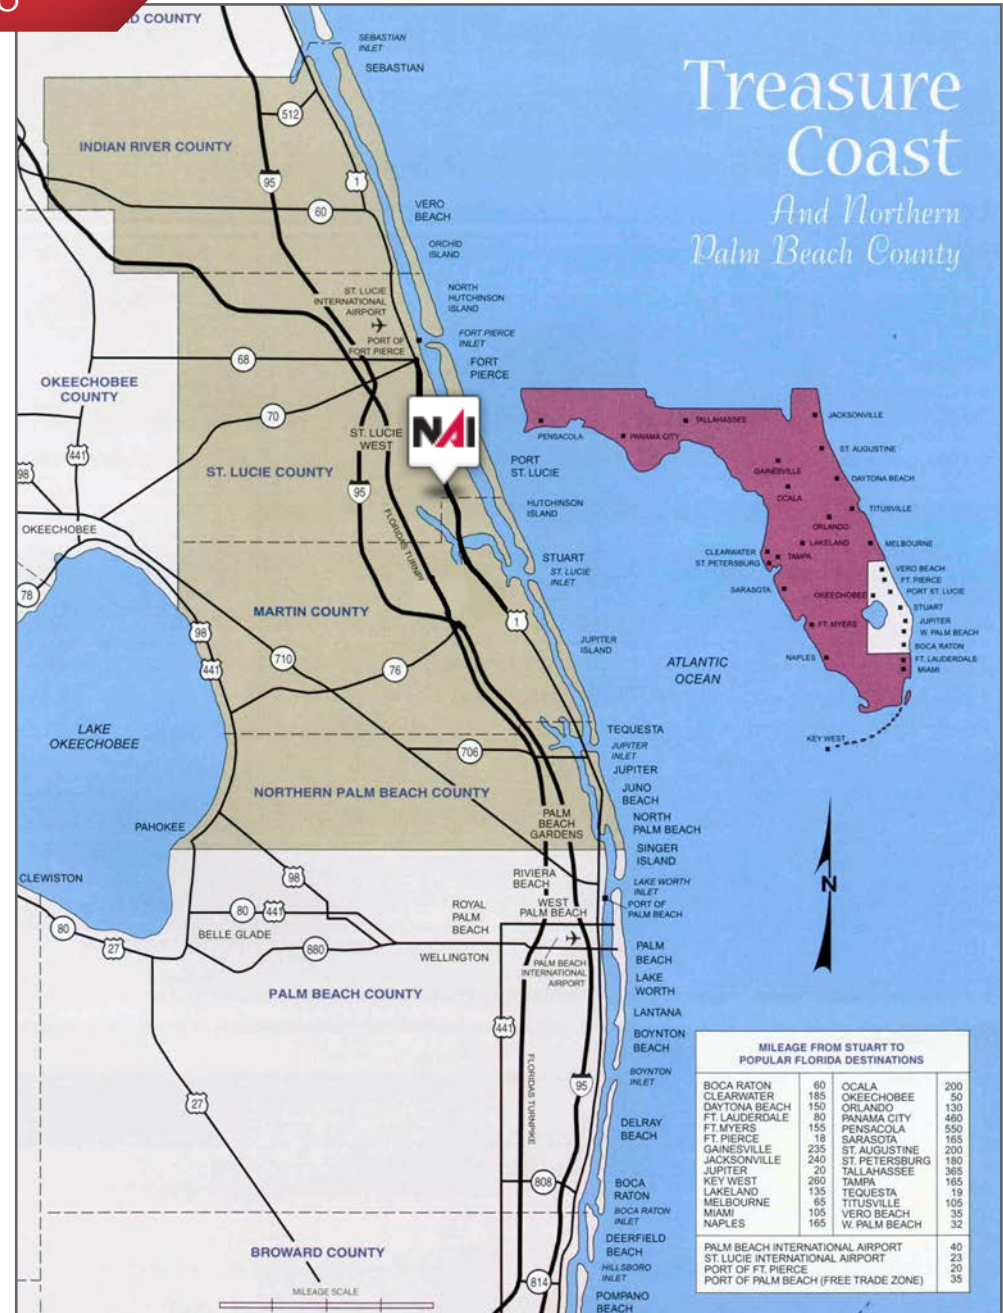 D COUNTY
SEBASTIAN
INLET
SEBASTIAN
Treasure
Coast
And Northern
Palm Beach County
512
INDIAN RIVER COUNTY
95
1
60
VERO
BEACH
ORCHID
ISLAND
ST. LUCIE
INTERNATIONAL
AIRPORT
NORTH
HUTCHINSON
ISLAND
PORT OF
FORT PIERCE
FORT PIERCE
INLET
68
FORT
PIERCE
OKEECHOBEE
COUNTY
70
NAI
ST. LUCIE
WEST
441
98
ST. LUCIE COUNTY
PORT
ST. LUCIE
95
HUTCHINSON
ISLAND
OKEECHOBEE
FLORIDAS TURNPI
STUART
ST. LUCIE
INLET
78
MARTIN COUNTY
1
98
441
710
76
JUPITER
ISLAND
PENSACOLA
PANAMA CITY
TALLAHASSEE
JACKSONVILLE
ST. AUGUSTINE
GAINESVILLE
DAYTONA BEACH
OCALA
TITUSVILLE
ORLANDO
LAKELAND
MELBOURNE
CLEARWATER
TAMPA
ST. PETERSBURG
VERO BEACH
FT. PIERCE
PORT ST. LUCIE
SARASOTA
OKEECHOBEE
STUART
FT. MYERS
JUPITER
W. PALM BEACH
BOCA RATON
NAPLES
FT. LAUDERDALE
MIAMI
KEY WEST
ATLANTIC
OCEAN
LAKE
OKEECHOBEE
TEQUESTA
JUPITER
INLET
706
JUPITER
NORTHERN PALM BEACH COUNTY
JUNO
BEACH
PALM
BEACH
GARDENS
NORTH
PALM BEACH
PAHOKEE
SINGER
ISLAND
CLEWISTON
98
RIVIERA
BEACH
LAKE WORTH
INLET
N
80
441
ROYAL
PALM
BEACH
WEST
PALM BEACH
PORT OF
PALM BEACH
80
27
BELLE GLADE
880
WELLINGTON
PALM BEACH
INTERNATIONAL
AIRPORT
PALM
BEACH
LAKE
WORTH
PALM BEACH COUNTY
LANTANA
441
BOYNTON
BEACH
BOYNTON
INLET
95
27
FLORIDAS TURNPIKE
DELRAY
BEACH
808
BOCA
RATON
BOCA RATON
INLET
BROWARD COUNTY
DEERFIELD
BEACH
HILLSBORO
INLET
814
MILEAGE SCALE
POMPANO
BEACH
MILEAGE FROM STUART TO
POPULAR FLORIDA DESTINATIONS
BOCA RATON 60 OCALA 200
CLEARWATER 185 OKEECHOBEE 50
DAYTONA BEACH 150 ORLANDO 130
FT. LAUDERDALE 80 PANAMA CITY 460
FT. MYERS 155 PENSACOLA 550
FT. PIERCE 18 SARASOTA 165
GAINESVILLE 235 ST. AUGUSTINE 200
JACKSONVILLE 240 ST. PETERSBURG 180
JUPITER 20 TALLAHASSEE 365
KEY WEST 260 TAMPA 165
LAKELAND 135 TEQUESTA 19
MELBOURNE 65 TITUSVILLE 105
MIAMI 105 VERO BEACH 35
NAPLES 165 W. PALM BEACH 32
PALM BEACH INTERNATIONAL AIRPORT 40
ST. LUCIE INTERNATIONAL AIRPORT 23
PORT OF FT. PIERCE 20
PORT OF PALM BEACH (FREE TRADE ZONE) 35